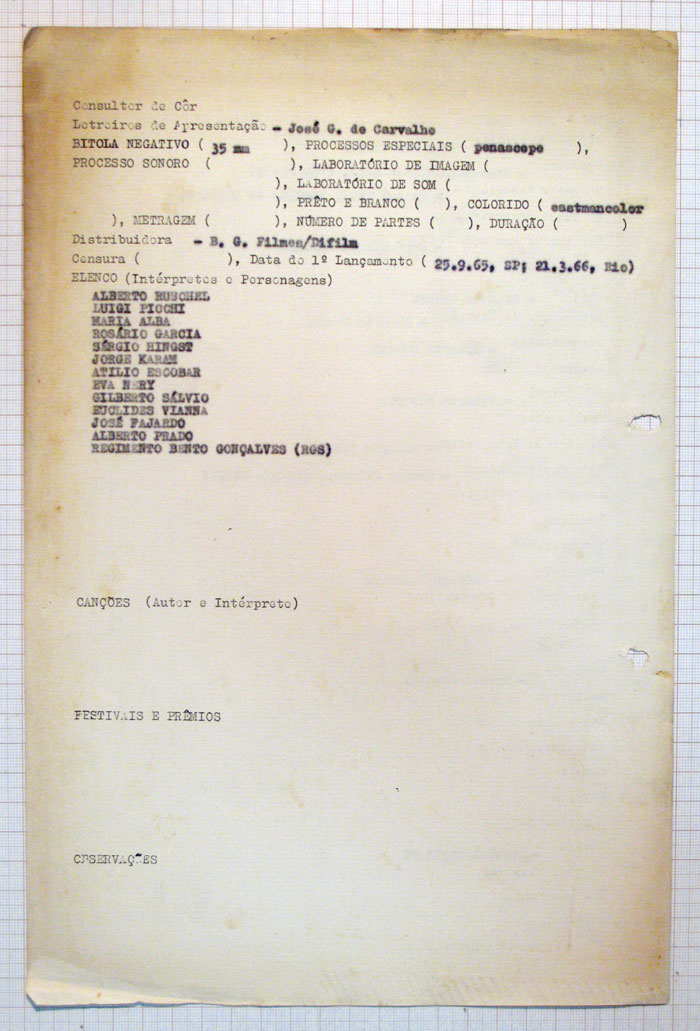 Consultor de Côr
Letreiros de Apresentação - José G. de Carvalho
BITOLA NEGATIVO ( 35 mm ), PROCESSOS ESPECIAIS ( penascope ),
PROCESSO SONORO ( ), LABORATÓRIO DE IMAGEM (
), LABORATÓRIO DE SOM (
), PRÊTO E BRANCO ( ), COLORIDO ( eastmancolor
), METRAGEM ( ), NÚMERO DE PARTES ( ), DURAÇÃO ( )
Distribuidora - B. G. Filmes/Difilm
Censura ( ), Data do 1º Lançamento ( 25.9.65, SP; 21.3.66, Rio)
ELENCO (Intérpretes e Personagens)
ALBERTO RUSCHEL
LUIGI PICCHI
MARIA ALBA
ROSÁRIO GARCIA
SÉRGIO HINGST
JORGE KARAM
ATILIO ESCOBAR
EVA NERY
GILBERTO SÁLVIO
EUCLIDES VIANNA
JOSÉ FAJARDO
ALBERTO PRADO
REGIMENTO BENTO GONÇALVES (RGS)
CANÇÕES (Autor e Intérprete)
FESTIVAIS E PRÊMIOS
OBSERVAÇÕES